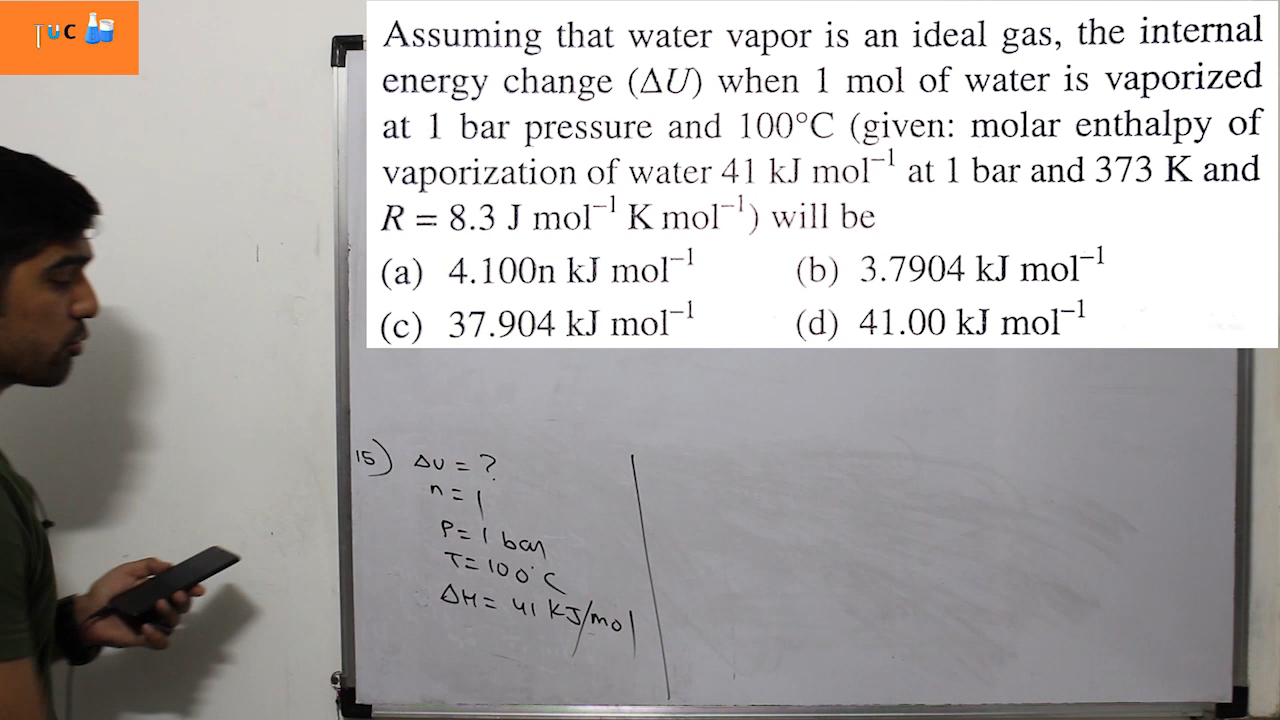 TUC
Assuming that water vapor is an ideal gas, the internal
energy change (ΔU) when 1 mol of water is vaporized
at 1 bar pressure and 100°C (given: molar enthalpy of
vaporization of water 41 kJ mol⁻¹ at 1 bar and 373 K and
R = 8.3 J mol⁻¹ K mol⁻¹) will be
(a) 4.100n kJ mol⁻¹ (b) 3.7904 kJ mol⁻¹
(c) 37.904 kJ mol⁻¹ (d) 41.00 kJ mol⁻¹
15) ΔU = ?
n = 1
P = 1 bar
T = 100°C
ΔH = 41 KJ/mol